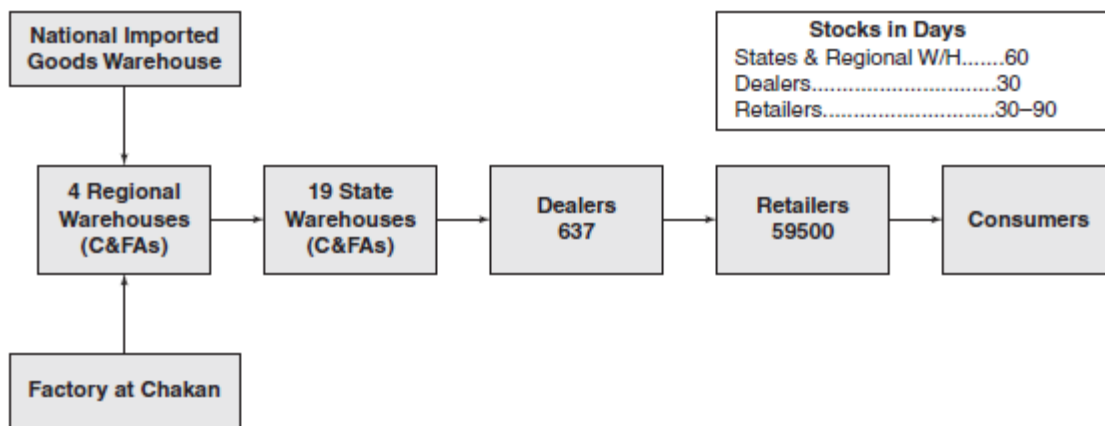 National Imported
Goods Warehouse
Stocks in Days
States & Regional W/H.......60
Dealers..............................30
Retailers............................30–90
4 Regional
Warehouses
(C&FAs)
19 State
Warehouses
(C&FAs)
Dealers
637
Retailers
59500
Consumers
Factory at Chakan